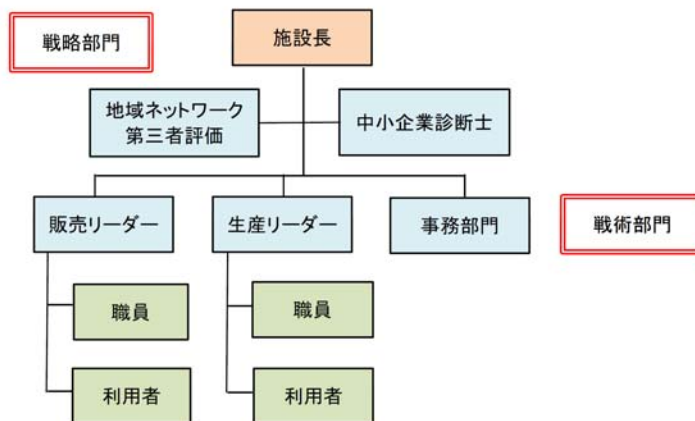 戦略部門
施設長
地域ネットワーク
第三者評価
中小企業診断士
販売リーダー
生産リーダー
事務部門
戦術部門
職員
職員
利用者
利用者